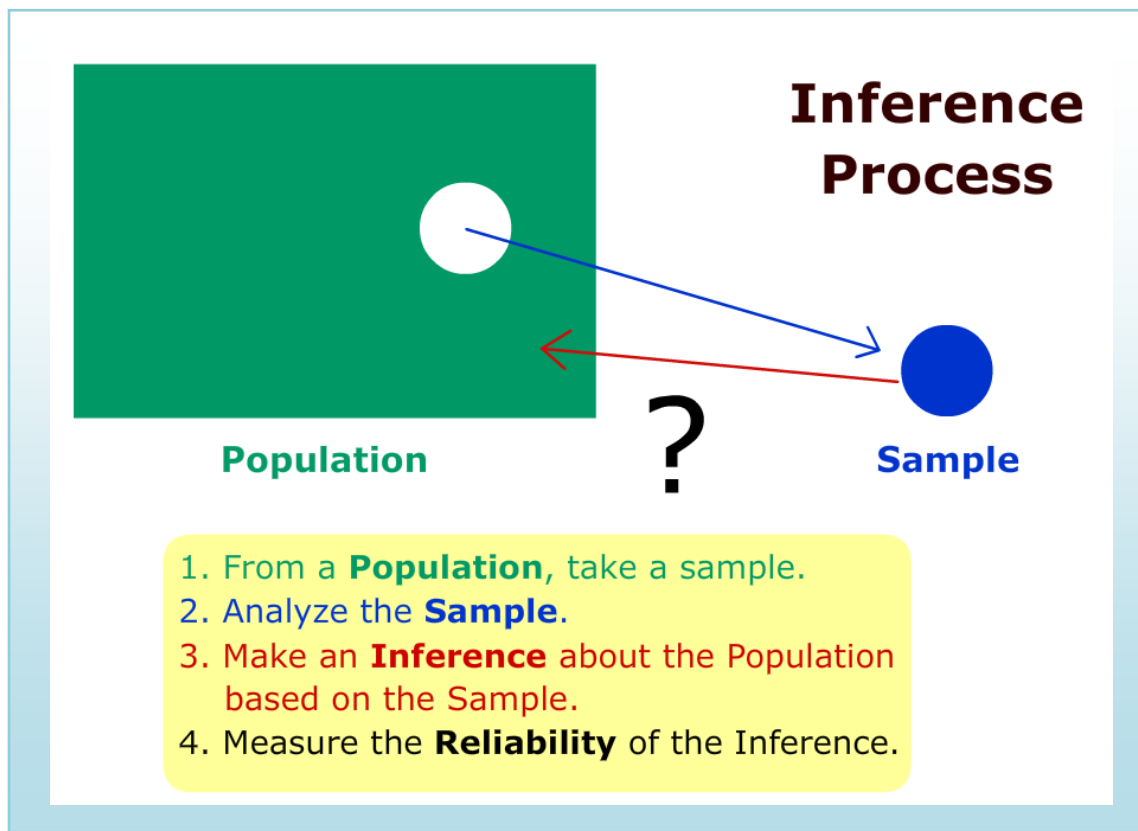 Inference
Process
?
Population
Sample
1. From a Population, take a sample.
2. Analyze the Sample.
3. Make an Inference about the Population
based on the Sample.
4. Measure the Reliability of the Inference.